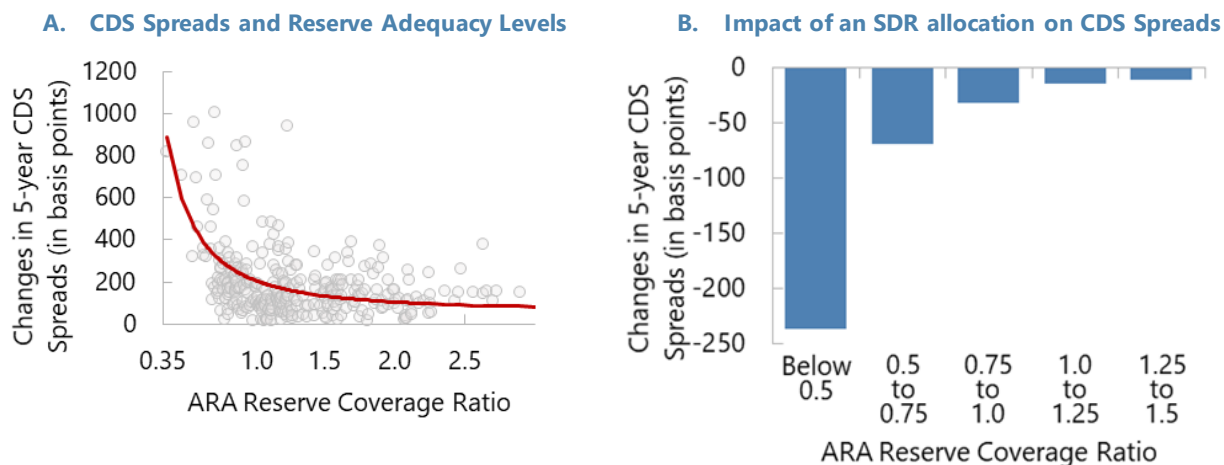 A. CDS Spreads and Reserve Adequacy Levels
Changes in 5-year CDS
Spreads (in basis points)
1200
1000
800
600
400
200
0
0.35 1.0 1.5 2.0 2.5
ARA Reserve Coverage Ratio
B. Impact of an SDR allocation on CDS Spreads
Changes in 5-year CDS
Spreads (in basis points)
0
-50
-100
-150
-200
-250
Below
0.5
0.5
to
0.75
0.75
to
1.0
1.0
to
1.25
1.25
to
1.5
ARA Reserve Coverage Ratio